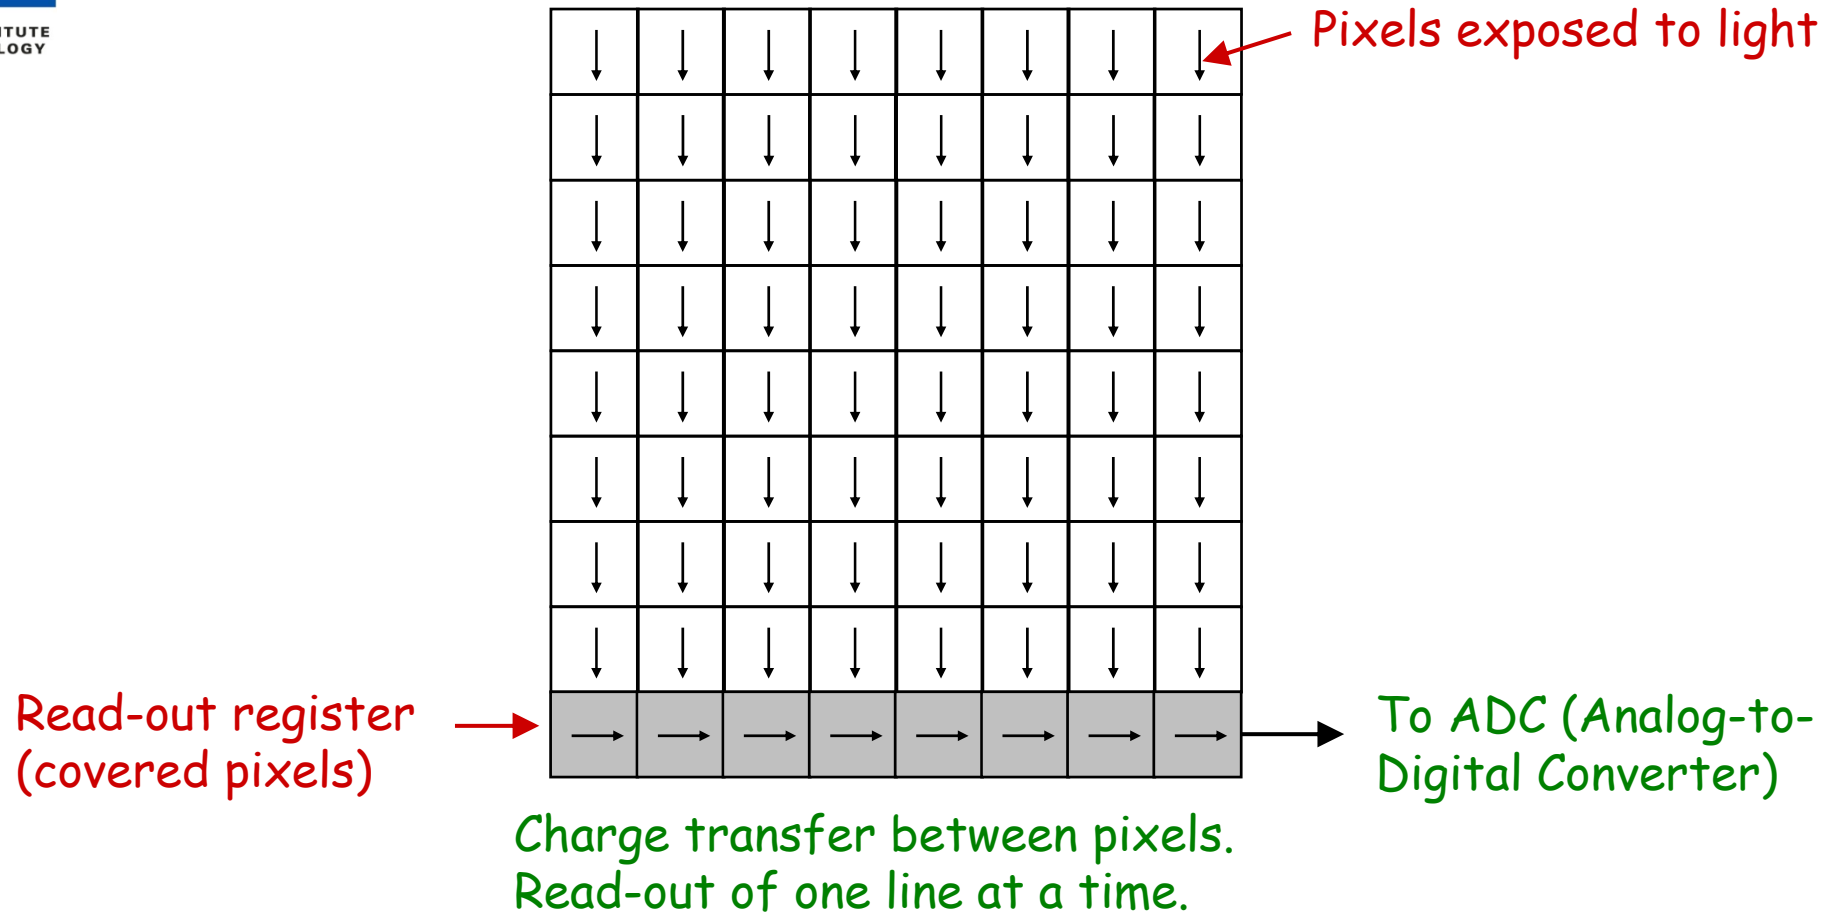 Pixels exposed to light
Read-out register
(covered pixels)
To ADC (Analog-to-
Digital Converter)
Charge transfer between pixels.
Read-out of one line at a time.